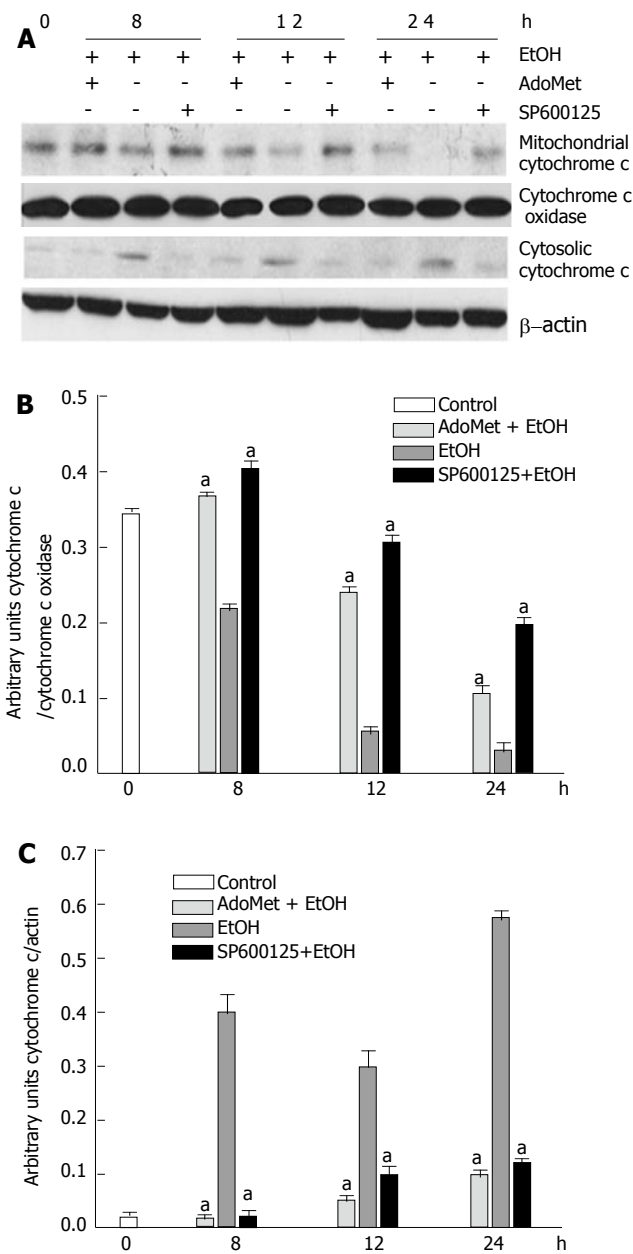 A
0 8 1 2 2 4 h
+ + + + + + + + + EtOH
+ - - + - - + - - AdoMet
- - + - - + - - + SP600125
Mitochondrial
cytochrome c
Cytochrome c
oxidase
Cytosolic
cytochrome c
β-actin
B
0.5
0.4
0.3
0.2
0.1
0.0
Arbitrary units cytochrome c
/cytochrome c oxidase
Control
AdoMet + EtOH
EtOH
SP600125+EtOH
a a a a a a
0 8 12 24 h
C
0.7
0.6
0.5
0.4
0.3
0.2
0.1
0.0
Arbitrary units cytochrome c/actin
Control
AdoMet + EtOH
EtOH
SP600125+EtOH
a a a a a a
0 8 12 24 h